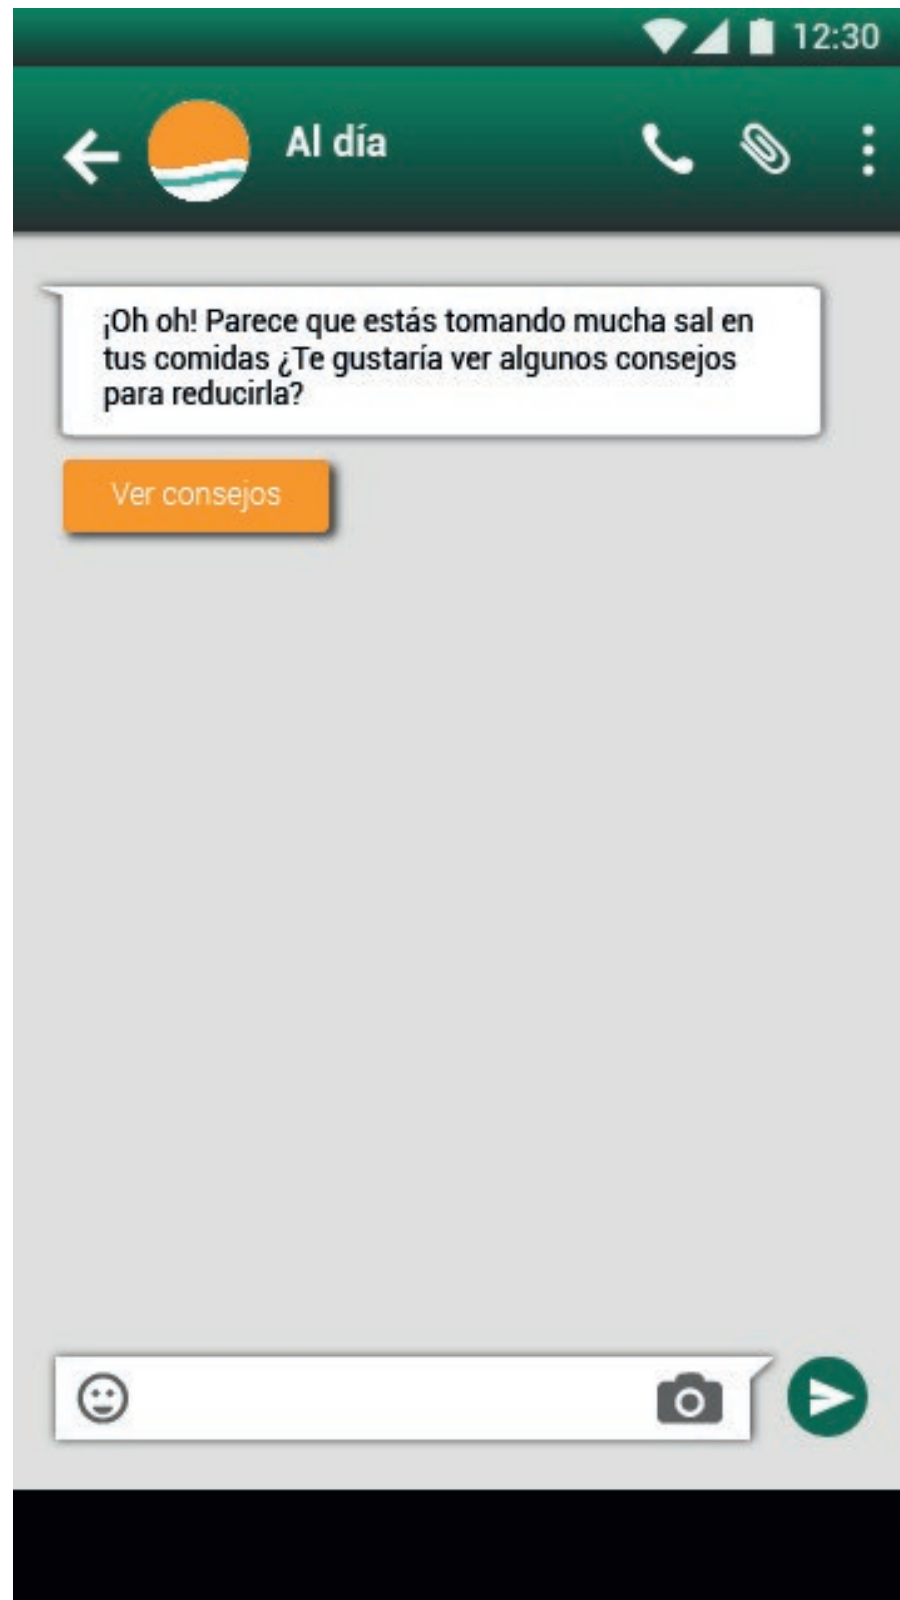 12:30
Al día
¡Oh oh! Parece que estás tomando mucha sal en
tus comidas ¿Te gustaría ver algunos consejos
para reducirla?
Ver consejos